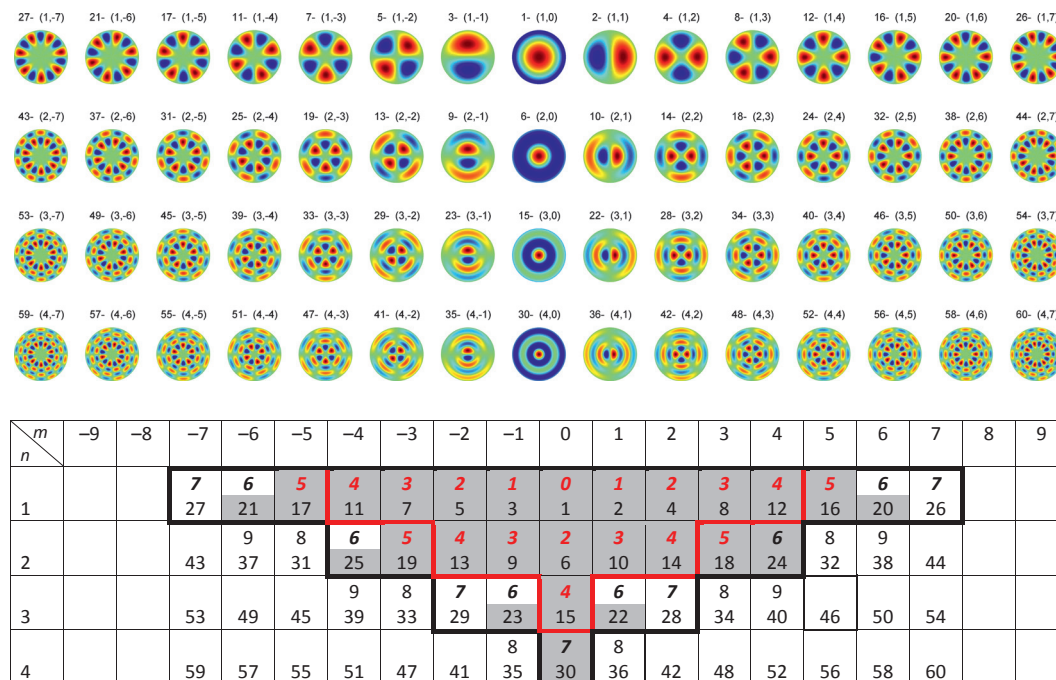 27- (1,-7) 21- (1,-6) 17- (1,-5) 11- (1,-4) 7- (1,-3) 5- (1,-2) 3- (1,-1) 1- (1,0) 2- (1,1) 4- (1,2) 8- (1,3) 12- (1,4) 16- (1,5) 20- (1,6) 26- (1,7)
43- (2,-7) 37- (2,-6) 31- (2,-5) 25- (2,-4) 19- (2,-3) 13- (2,-2) 9- (2,-1) 6- (2,0) 10- (2,1) 14- (2,2) 18- (2,3) 24- (2,4) 32- (2,5) 38- (2,6) 44- (2,7)
53- (3,-7) 49- (3,-6) 45- (3,-5) 39- (3,-4) 33- (3,-3) 29- (3,-2) 23- (3,-1) 15- (3,0) 22- (3,1) 28- (3,2) 34- (3,3) 40- (3,4) 46- (3,5) 50- (3,6) 54- (3,7)
59- (4,-7) 57- (4,-6) 55- (4,-5) 51- (4,-4) 47- (4,-3) 41- (4,-2) 35- (4,-1) 30- (4,0) 36- (4,1) 42- (4,2) 48- (4,3) 52- (4,4) 56- (4,5) 58- (4,6) 60- (4,7)
m –9 –8 –7 –6 –5 –4 –3 –2 –1 0 1 2 3 4 5 6 7 8 9
n
7 6 5 4 3 2 1 0 1 2 3 4 5 6 7
1 27 21 17 11 7 5 3 1 2 4 8 12 16 20 26
9 8 6 5 4 3 2 3 4 5 6 8 9
2 43 37 31 25 19 13 9 6 10 14 18 24 32 38 44
9 8 7 6 4 6 7 8 9
3 53 49 45 39 33 29 23 15 22 28 34 40 46 50 54
8 7 8
4 59 57 55 51 47 41 35 30 36 42 48 52 56 58 60